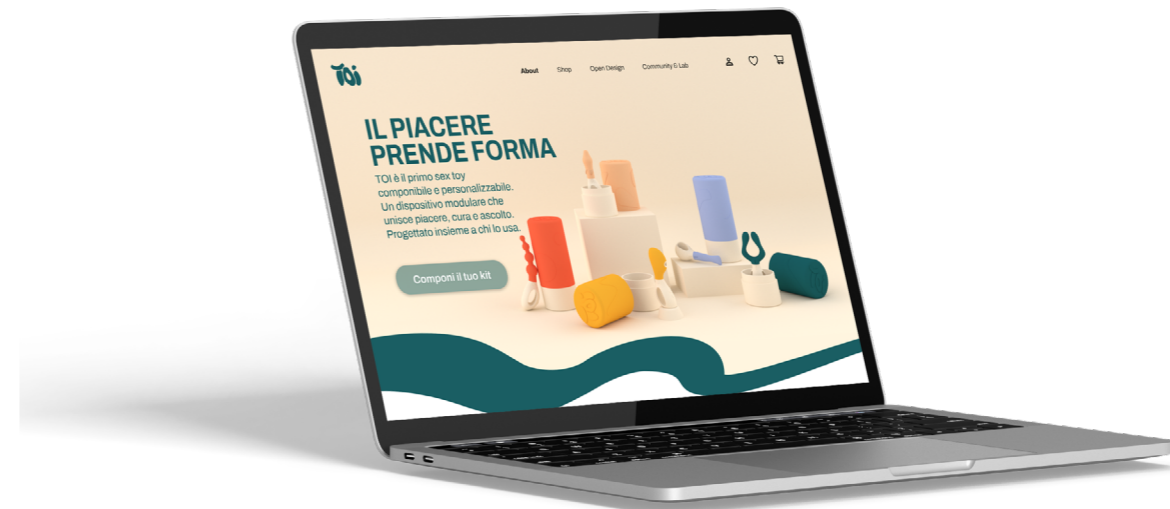 TOi
About
Shop
Open Design
Community & Lab
IL PIACERE
PRENDE FORMA
TOI è il primo sex toy
componibile e personalizzabile.
Un dispositivo modulare che
unisce piacere, cura e ascolto.
Progettato insieme a chi lo usa.
Componi il tuo kit